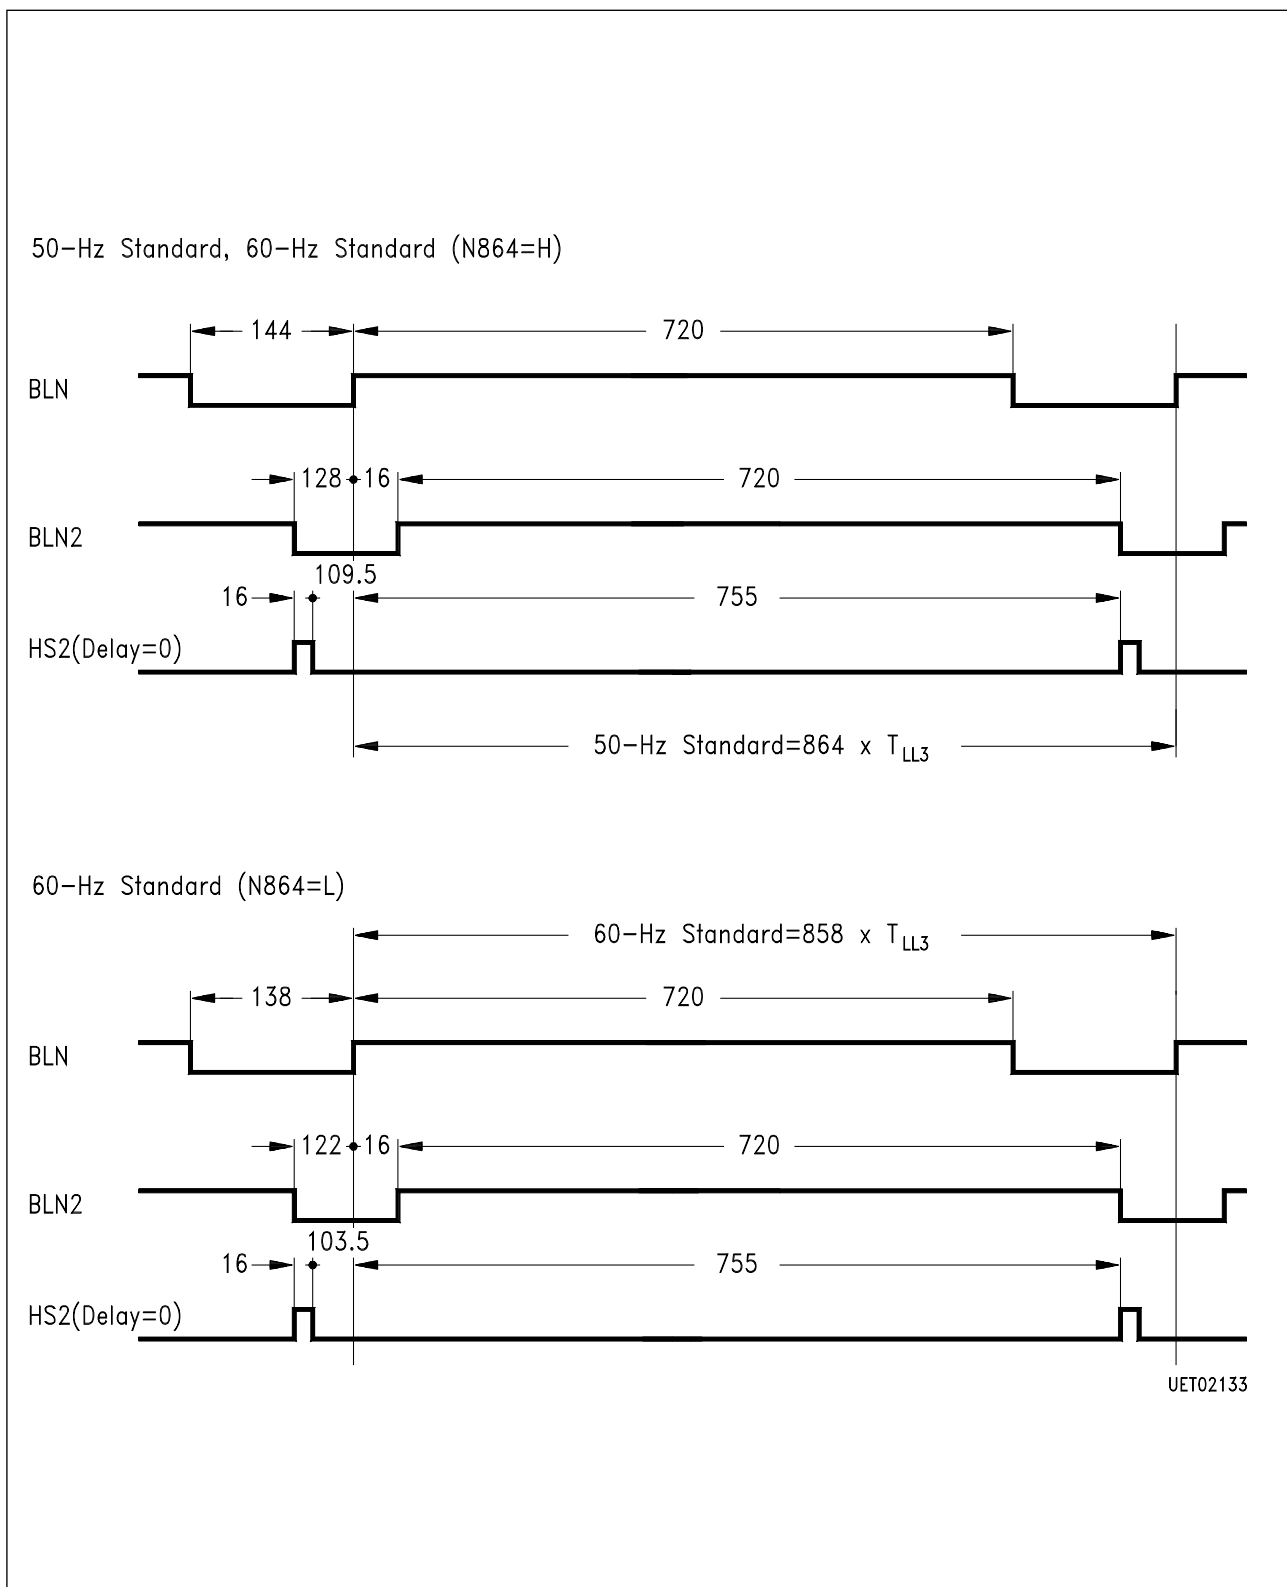 50-Hz Standard, 60-Hz Standard (N864=H)
144
720
BLN
128
16
720
BLN2
109.5
16
755
HS2(Delay=0)
50-Hz Standard=864 x TLL3
60-Hz Standard (N864=L)
60-Hz Standard=858 x TLL3
138
720
BLN
122
16
720
BLN2
103.5
16
755
HS2(Delay=0)
UET02133